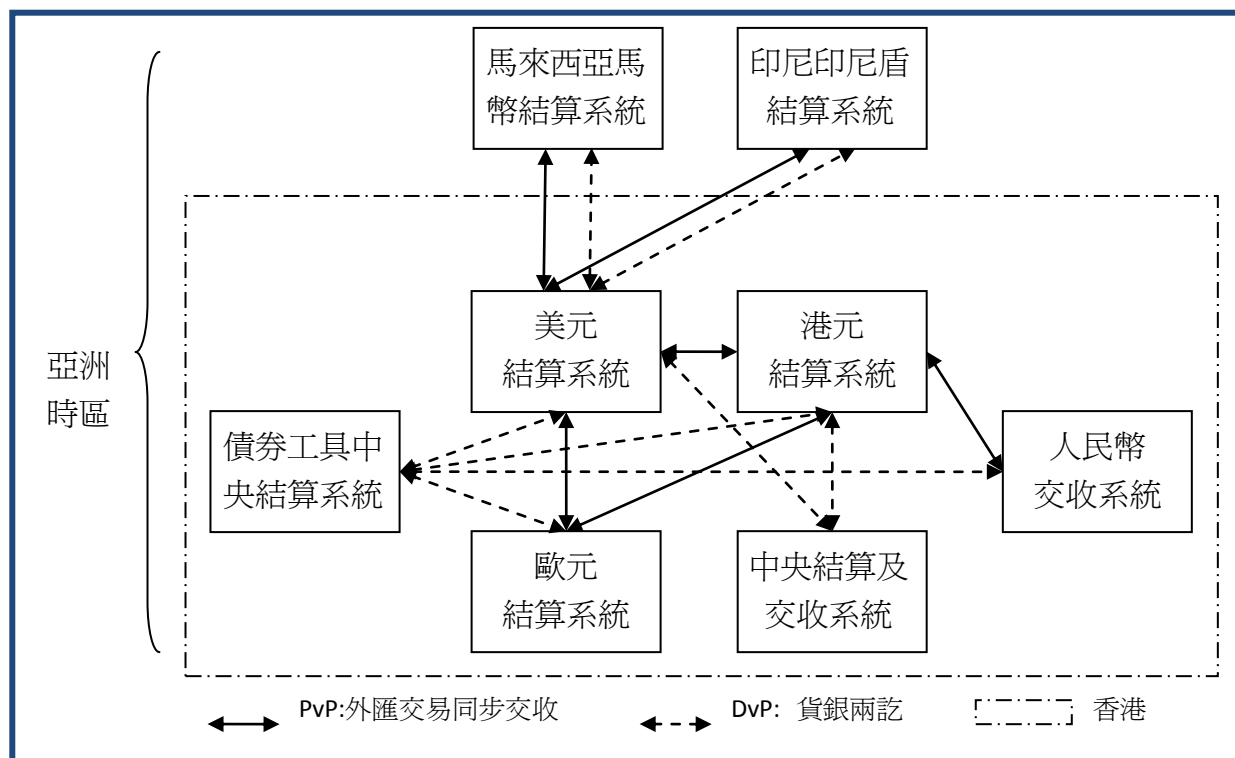 馬來西亞馬
幣結算系統
印尼印尼盾
結算系統
亞洲
時區
美元
結算系統
港元
結算系統
債券工具中
央結算系統
人民幣
交收系統
歐元
結算系統
中央結算及
交收系統
PvP:外匯交易同步交收
DvP: 貨銀兩訖
香港